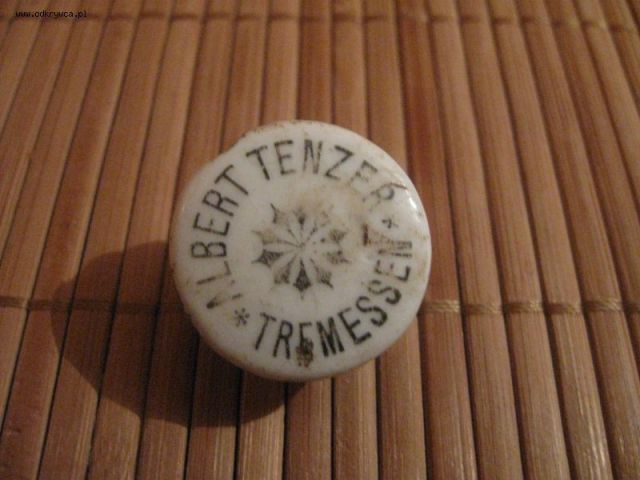 www.odkrywca.pl
ALBERT TENZER
* TREMESSEN *